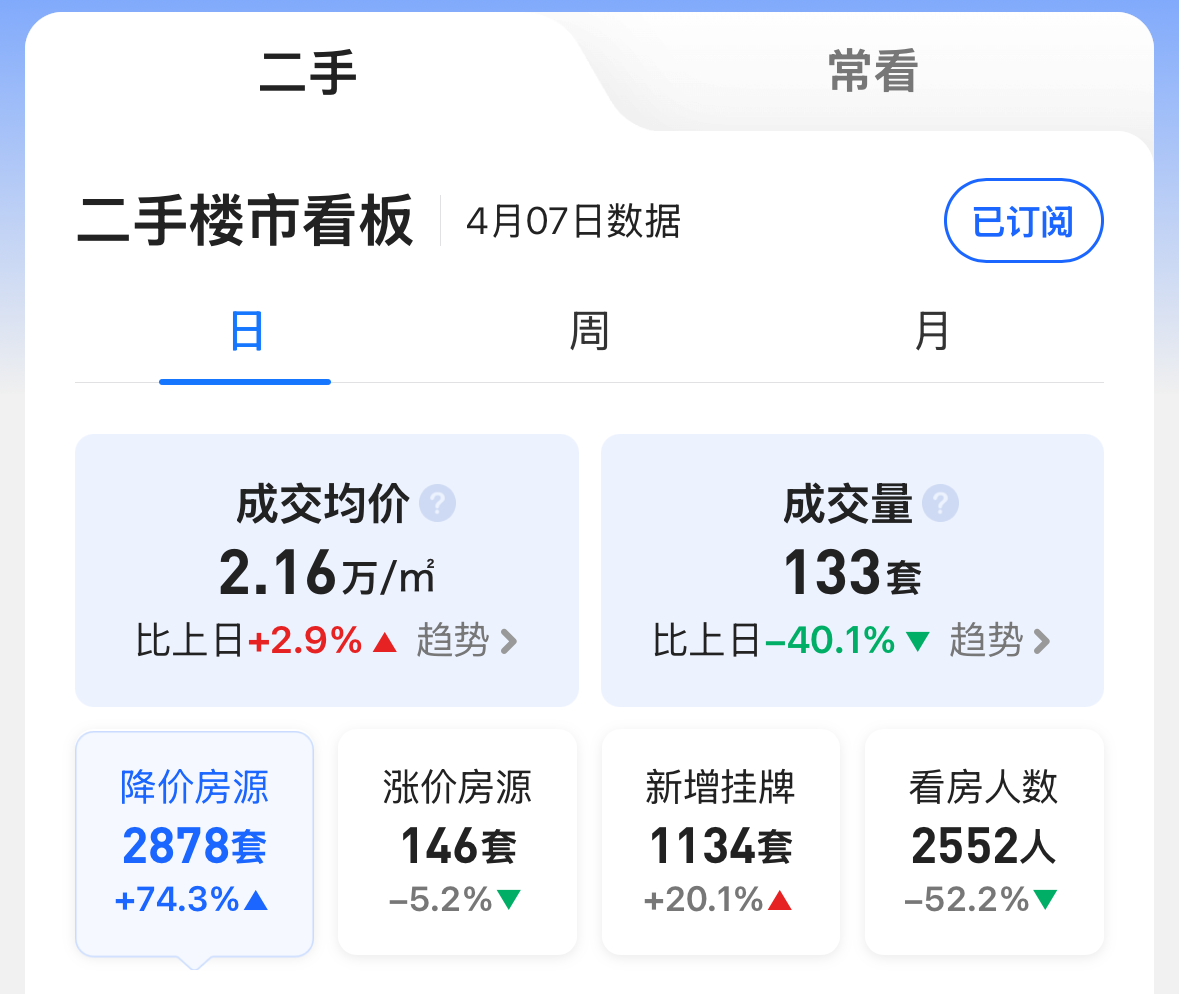 二手 常看
二手楼市看板 4月07日数据 已订阅
日 周 月
成交均价 ? 成交量 ?
2.16万/㎡ 133套
比上日+2.9%▲ 趋势 > 比上日-40.1%▼ 趋势 >
降价房源 涨价房源 新增挂牌 看房人数
2878套 146套 1134套 2552人
+74.3%▲ -5.2%▼ +20.1%▲ -52.2%▼